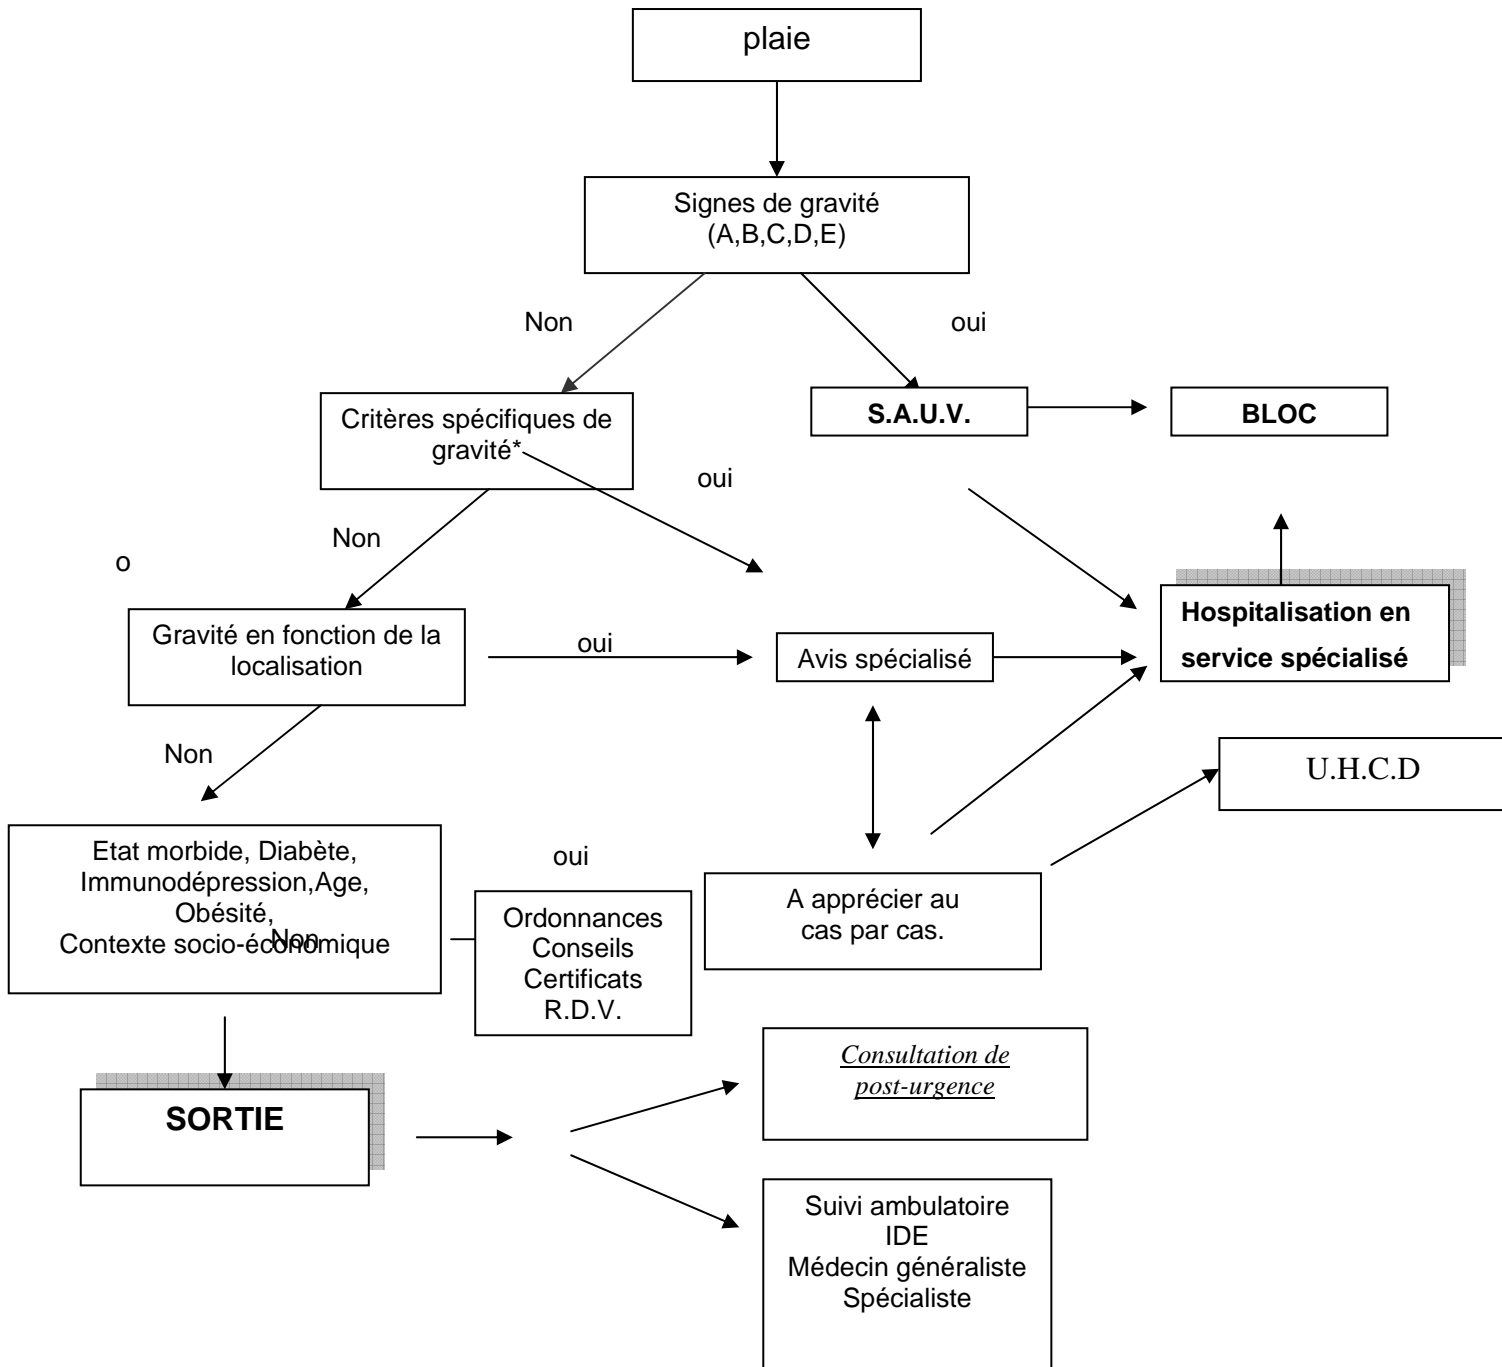 plaie
Signes de gravité
(A,B,C,D,E)
Non
oui
Critères spécifiques de
gravité*
S.A.U.V.
BLOC
oui
Non
o
Gravité en fonction de la
localisation
oui
Avis spécialisé
Hospitalisation en
service spécialisé
Non
U.H.C.D
Etat morbide, Diabète,
Immunodépression,Age,
Obésité,
Contexte socio-économique
Non
oui
Ordonnances
Conseils
Certificats
R.D.V.
A apprécier au
cas par cas.
SORTIE
Consultation de
post-urgence
Suivi ambulatoire
IDE
Médecin généraliste
Spécialiste